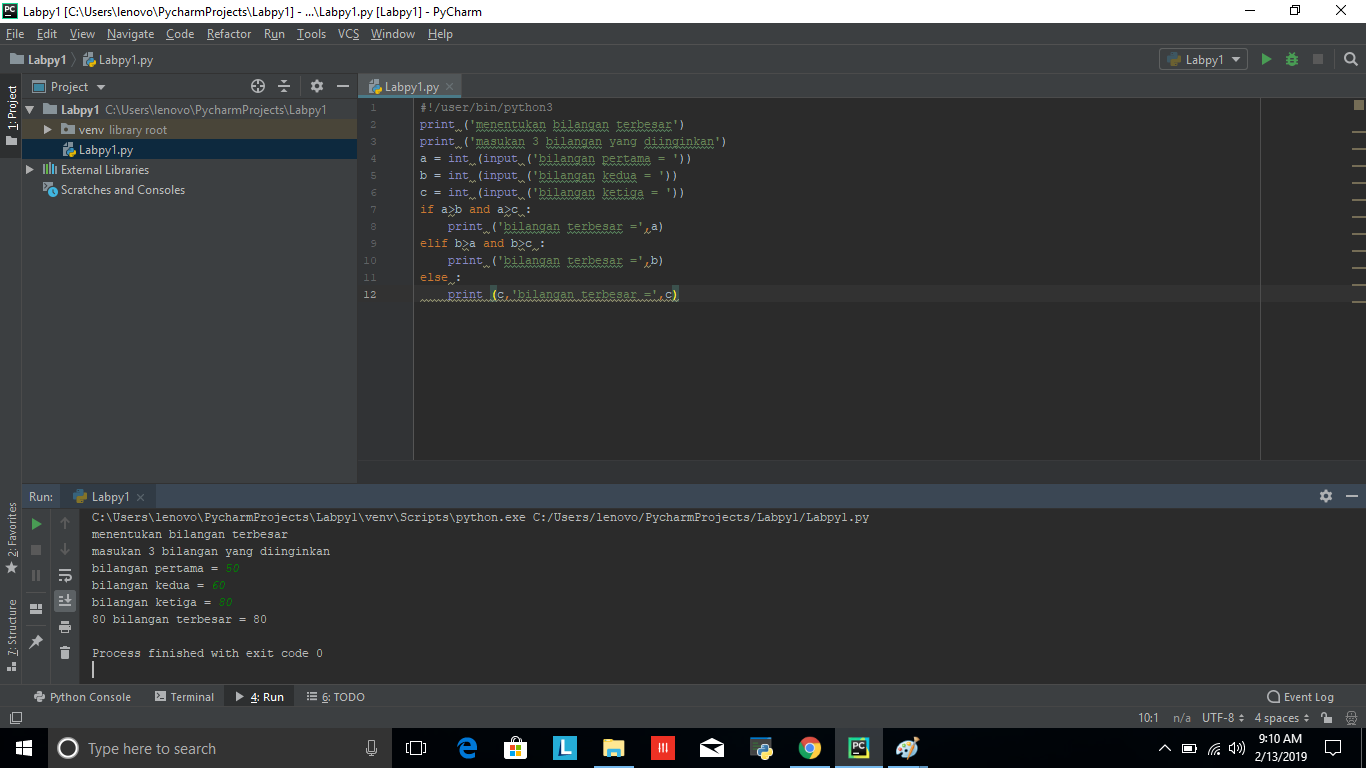 Labpy1 [C:\Users\lenovo\PycharmProjects\Labpy1] - ...\Labpy1.py [Labpy1] - PyCharm
File Edit View Navigate Code Refactor Run Tools VCS Window Help
Labpy1 Labpy1.py
Labpy1
Project
Labpy1.py
1: Project
Labpy1 C:\Users\lenovo\PycharmProjects\Labpy1
venv library root
Labpy1.py
External Libraries
Scratches and Consoles
1 #!/user/bin/python3
2 print ('menentukan bilangan terbesar')
3 print ('masukan 3 bilangan yang diinginkan')
4 a = int (input ('bilangan pertama = '))
5 b = int (input ('bilangan kedua = '))
6 c = int (input ('bilangan ketiga = '))
7 if a>b and a>c :
8 print ('bilangan terbesar =',a)
9 elif b>a and b>c :
10 print ('bilangan terbesar =',b)
11 else :
12 print (c,'bilangan terbesar =',c)
Run: Labpy1
2: Favorites
7: Structure
C:\Users\lenovo\PycharmProjects\Labpy1\venv\Scripts\python.exe C:/Users/lenovo/PycharmProjects/Labpy1/Labpy1.py
menentukan bilangan terbesar
masukan 3 bilangan yang diinginkan
bilangan pertama = 50
bilangan kedua = 60
bilangan ketiga = 80
80 bilangan terbesar = 80
Process finished with exit code 0
Python Console Terminal 4: Run 6: TODO Event Log
10:1 n/a UTF-8 4 spaces
Type here to search
9:10 AM
2/13/2019